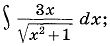 ∫ 3x / √(x² + 1) dx;